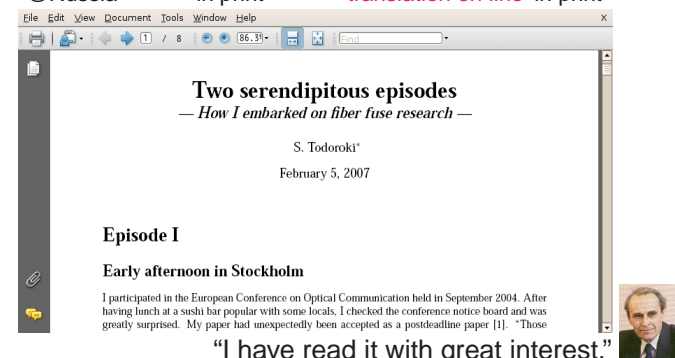 @Russia in print translation on-line in print
File Edit View Document Tools Window Help x
1 / 8 86.3% Find
Two serendipitous episodes
— How I embarked on fiber fuse research —
S. Todoroki*
February 5, 2007
Episode I
Early afternoon in Stockholm
I participated in the European Conference on Optical Communication held in September 2004. After
having lunch at a sushi bar popular with some locals, I checked the conference notice board and was
greatly surprised. My paper had unexpectedly been accepted as a postdeadline paper [1]. “Those
“I have read it with great interest.”